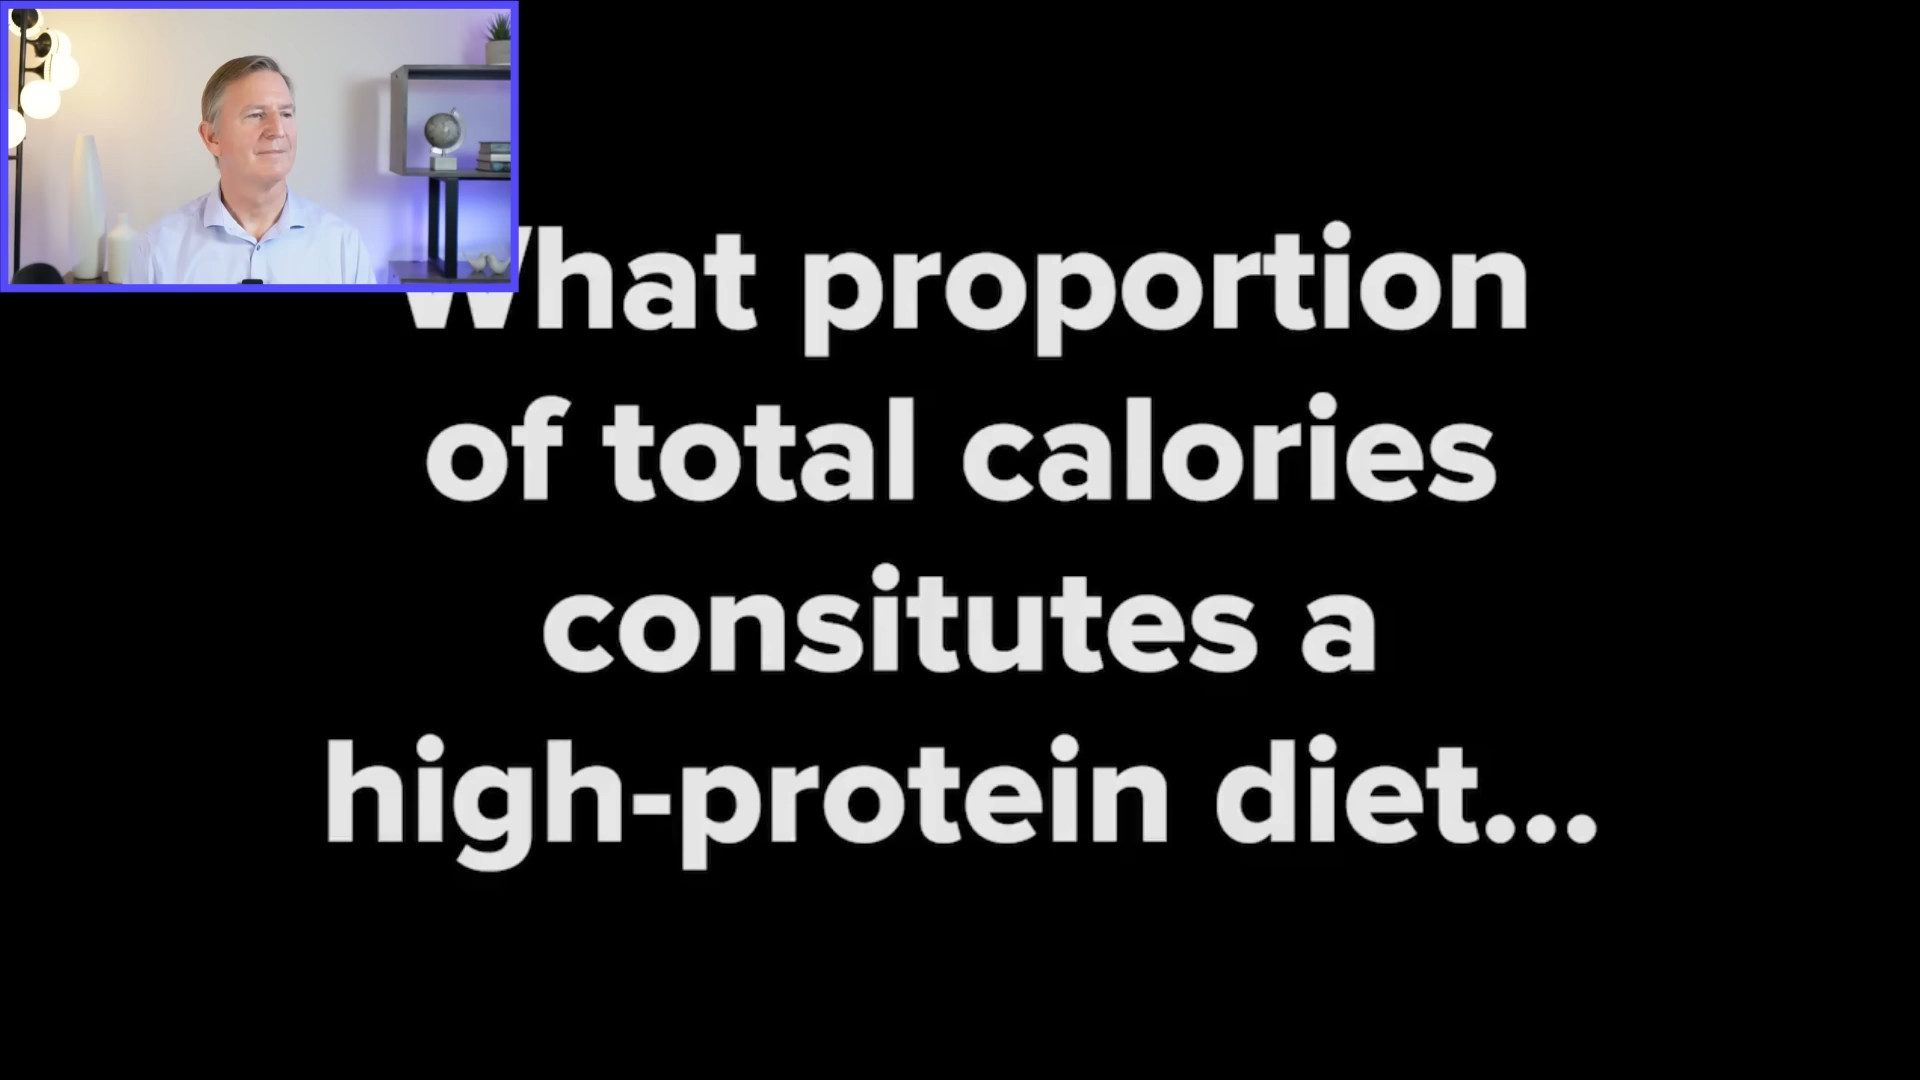 What proportion
of total calories
consitutes a
high-protein diet...